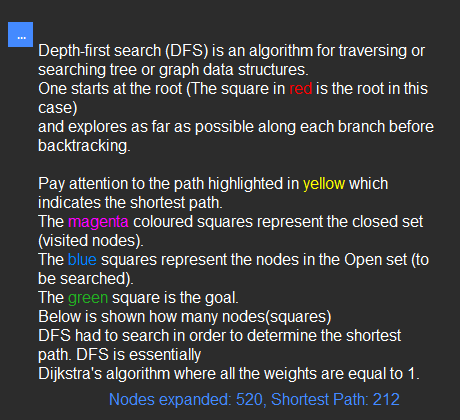 ...
Depth-first search (DFS) is an algorithm for traversing or
searching tree or graph data structures.
One starts at the root (The square in red is the root in this
case)
and explores as far as possible along each branch before
backtracking.
Pay attention to the path highlighted in yellow which
indicates the shortest path.
The magenta coloured squares represent the closed set
(visited nodes).
The blue squares represent the nodes in the Open set (to
be searched).
The green square is the goal.
Below is shown how many nodes(squares)
DFS had to search in order to determine the shortest
path. DFS is essentially
Dijkstra's algorithm where all the weights are equal to 1.
Nodes expanded: 520, Shortest Path: 212